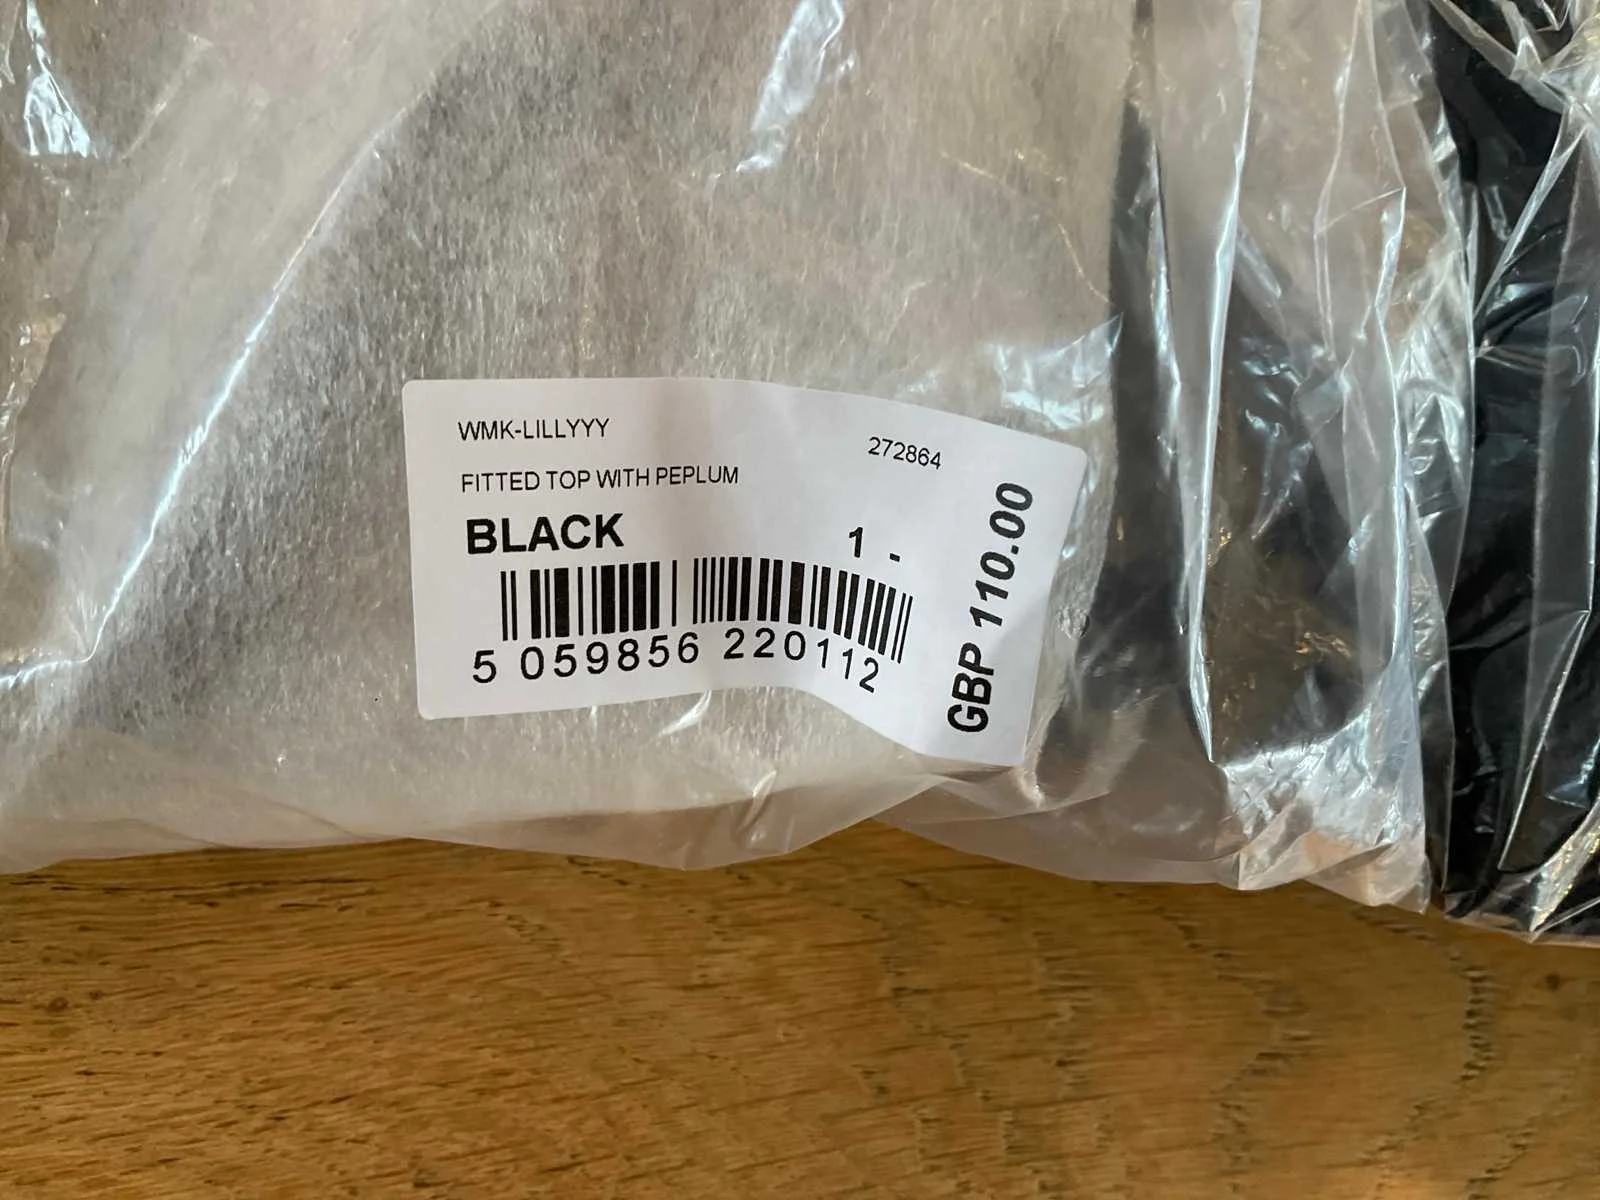 WMK-LILLYYY
272864
FITTED TOP WITH PEPLUM
BLACK
1 -
5 059856 220112
GBP 110.00